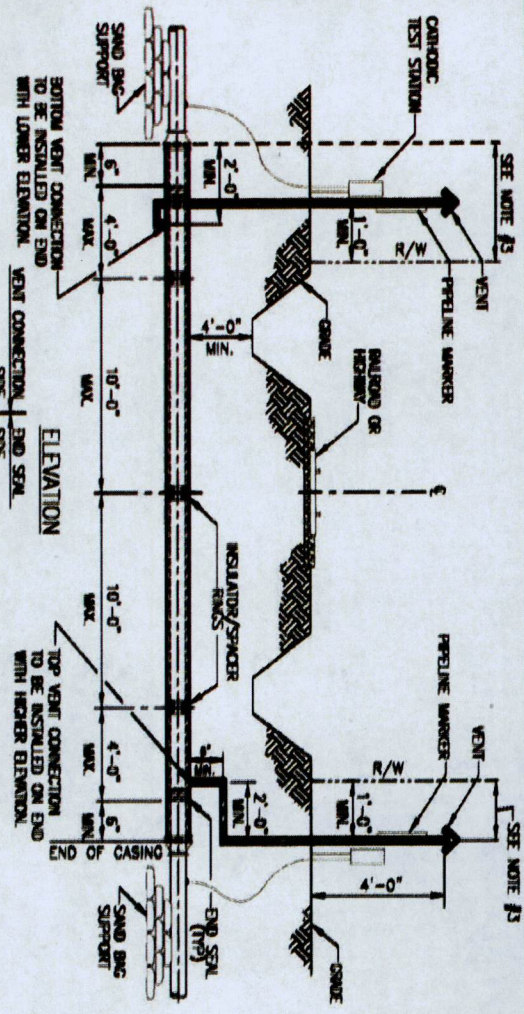 SEE NOTE #3
VENT
PIPELINE MARKER
R/W
CATHODIC
TEST STATION
1'-0"
MIN.
2'-0"
MIN.
SAND BAG
SUPPORT
GRADE
RAILROAD OR
HIGHWAY
℄
4'-0"
MIN.
6"
MIN.
4'-0"
MAX.
10'-0"
MAX.
BOTTOM VENT CONNECTION
TO BE INSTALLED ON END
WITH LOWER ELEVATION.
INSULATOR/SPACER
RINGS
10'-0"
MAX.
4'-0"
MAX.
6"
MIN.
TOP VENT CONNECTION
TO BE INSTALLED ON END
WITH HIGHER ELEVATION.
SEE NOTE #3
VENT
PIPELINE MARKER
R/W
1'-0"
MIN.
2'-0"
MIN.
4'-0"
GRADE
END SEAL
(TYP)
END OF CASING
SAND BAG
SUPPORT
ELEVATION
VENT CONNECTION
END SEAL